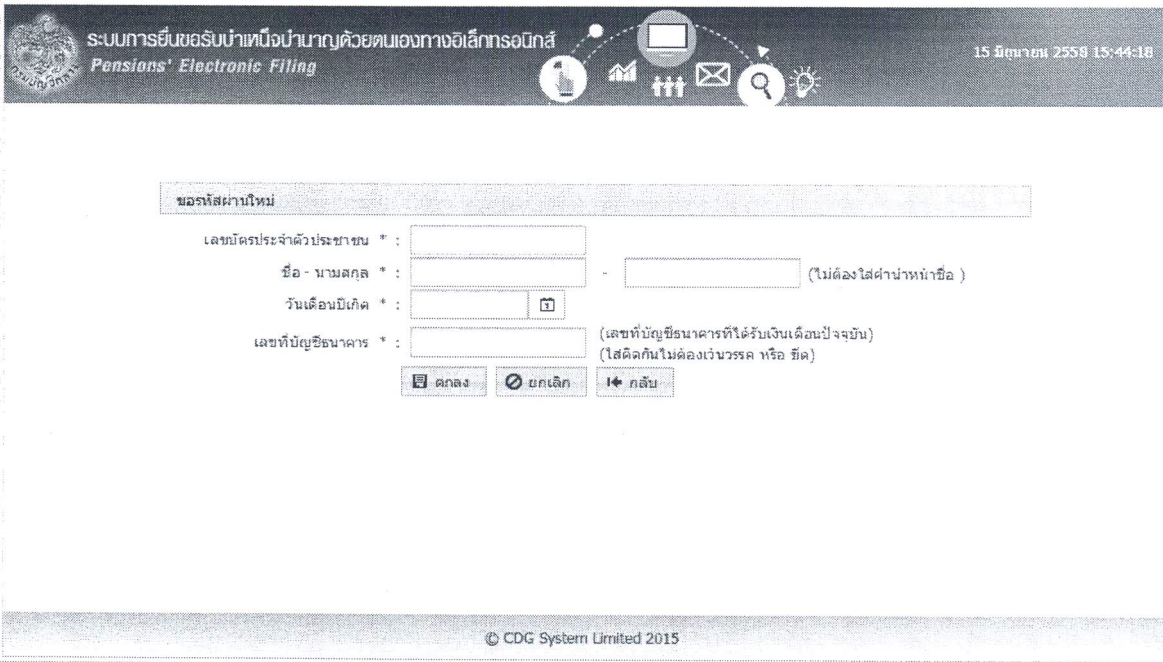 ระบบการยื่นขอรับบำเหน็จบำนาญด้วยตนเองทางอิเล็กทรอนิกส์
Pensions' Electronic Filing
15 มิถุนายน 2558 15:44:18
กรมบัญชีกลาง
ขอรหัสผ่านใหม่
เลขบัตรประจำตัวประชาชน * :
ชื่อ - นามสกุล * : - (ไม่ต้องใส่คำนำหน้าชื่อ )
วันเดือนปีเกิด * :
เลขที่บัญชีธนาคาร * : (เลขที่บัญชีธนาคารที่ได้รับเงินเดือนปัจจุบัน)
(ใส่ติดกันไม่ต้องเว้นวรรค หรือ ขีด)
ตกลง ยกเลิก กลับ
© CDG System Limited 2015